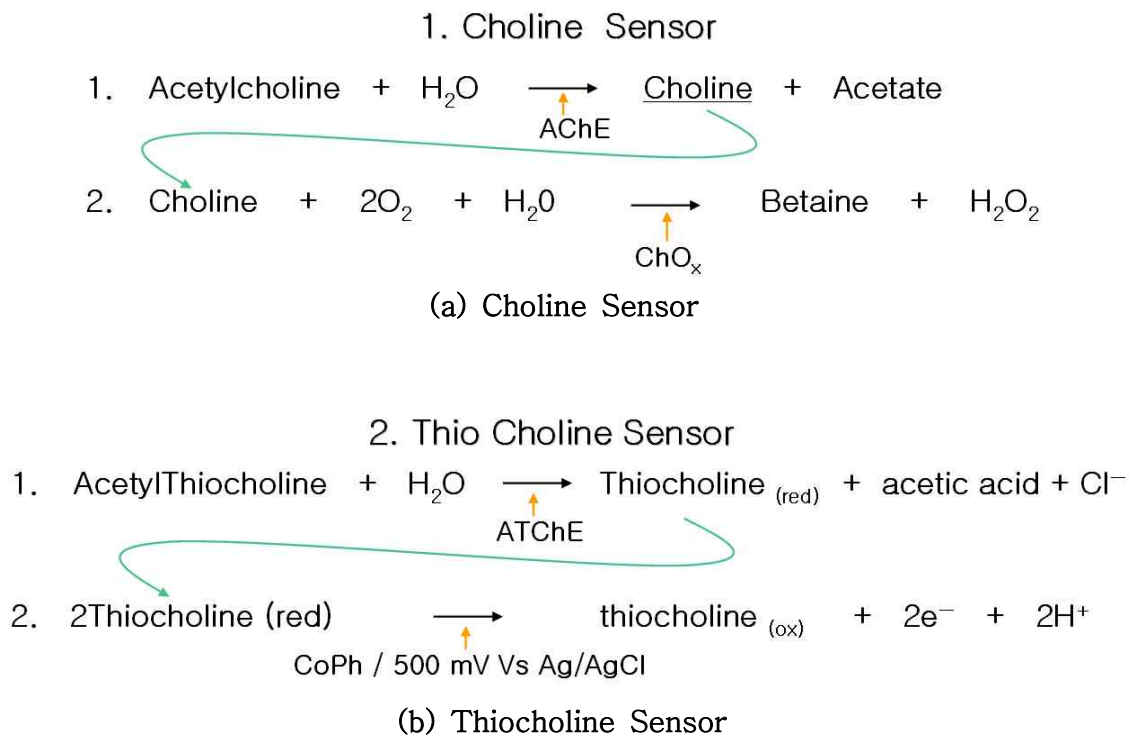 1. Choline Sensor
1. Acetylcholine + H₂O Choline + Acetate
AChE
2. Choline + 2O₂ + H₂0 Betaine + H₂O₂
ChOₓ
(a) Choline Sensor
2. Thio Choline Sensor
1. AcetylThiocholine + H₂O Thiocholine (red) + acetic acid + Cl⁻
ATChE
2. 2Thiocholine (red) thiocholine (ox) + 2e⁻ + 2H⁺
CoPh / 500 mV Vs Ag/AgCl
(b) Thiocholine Sensor